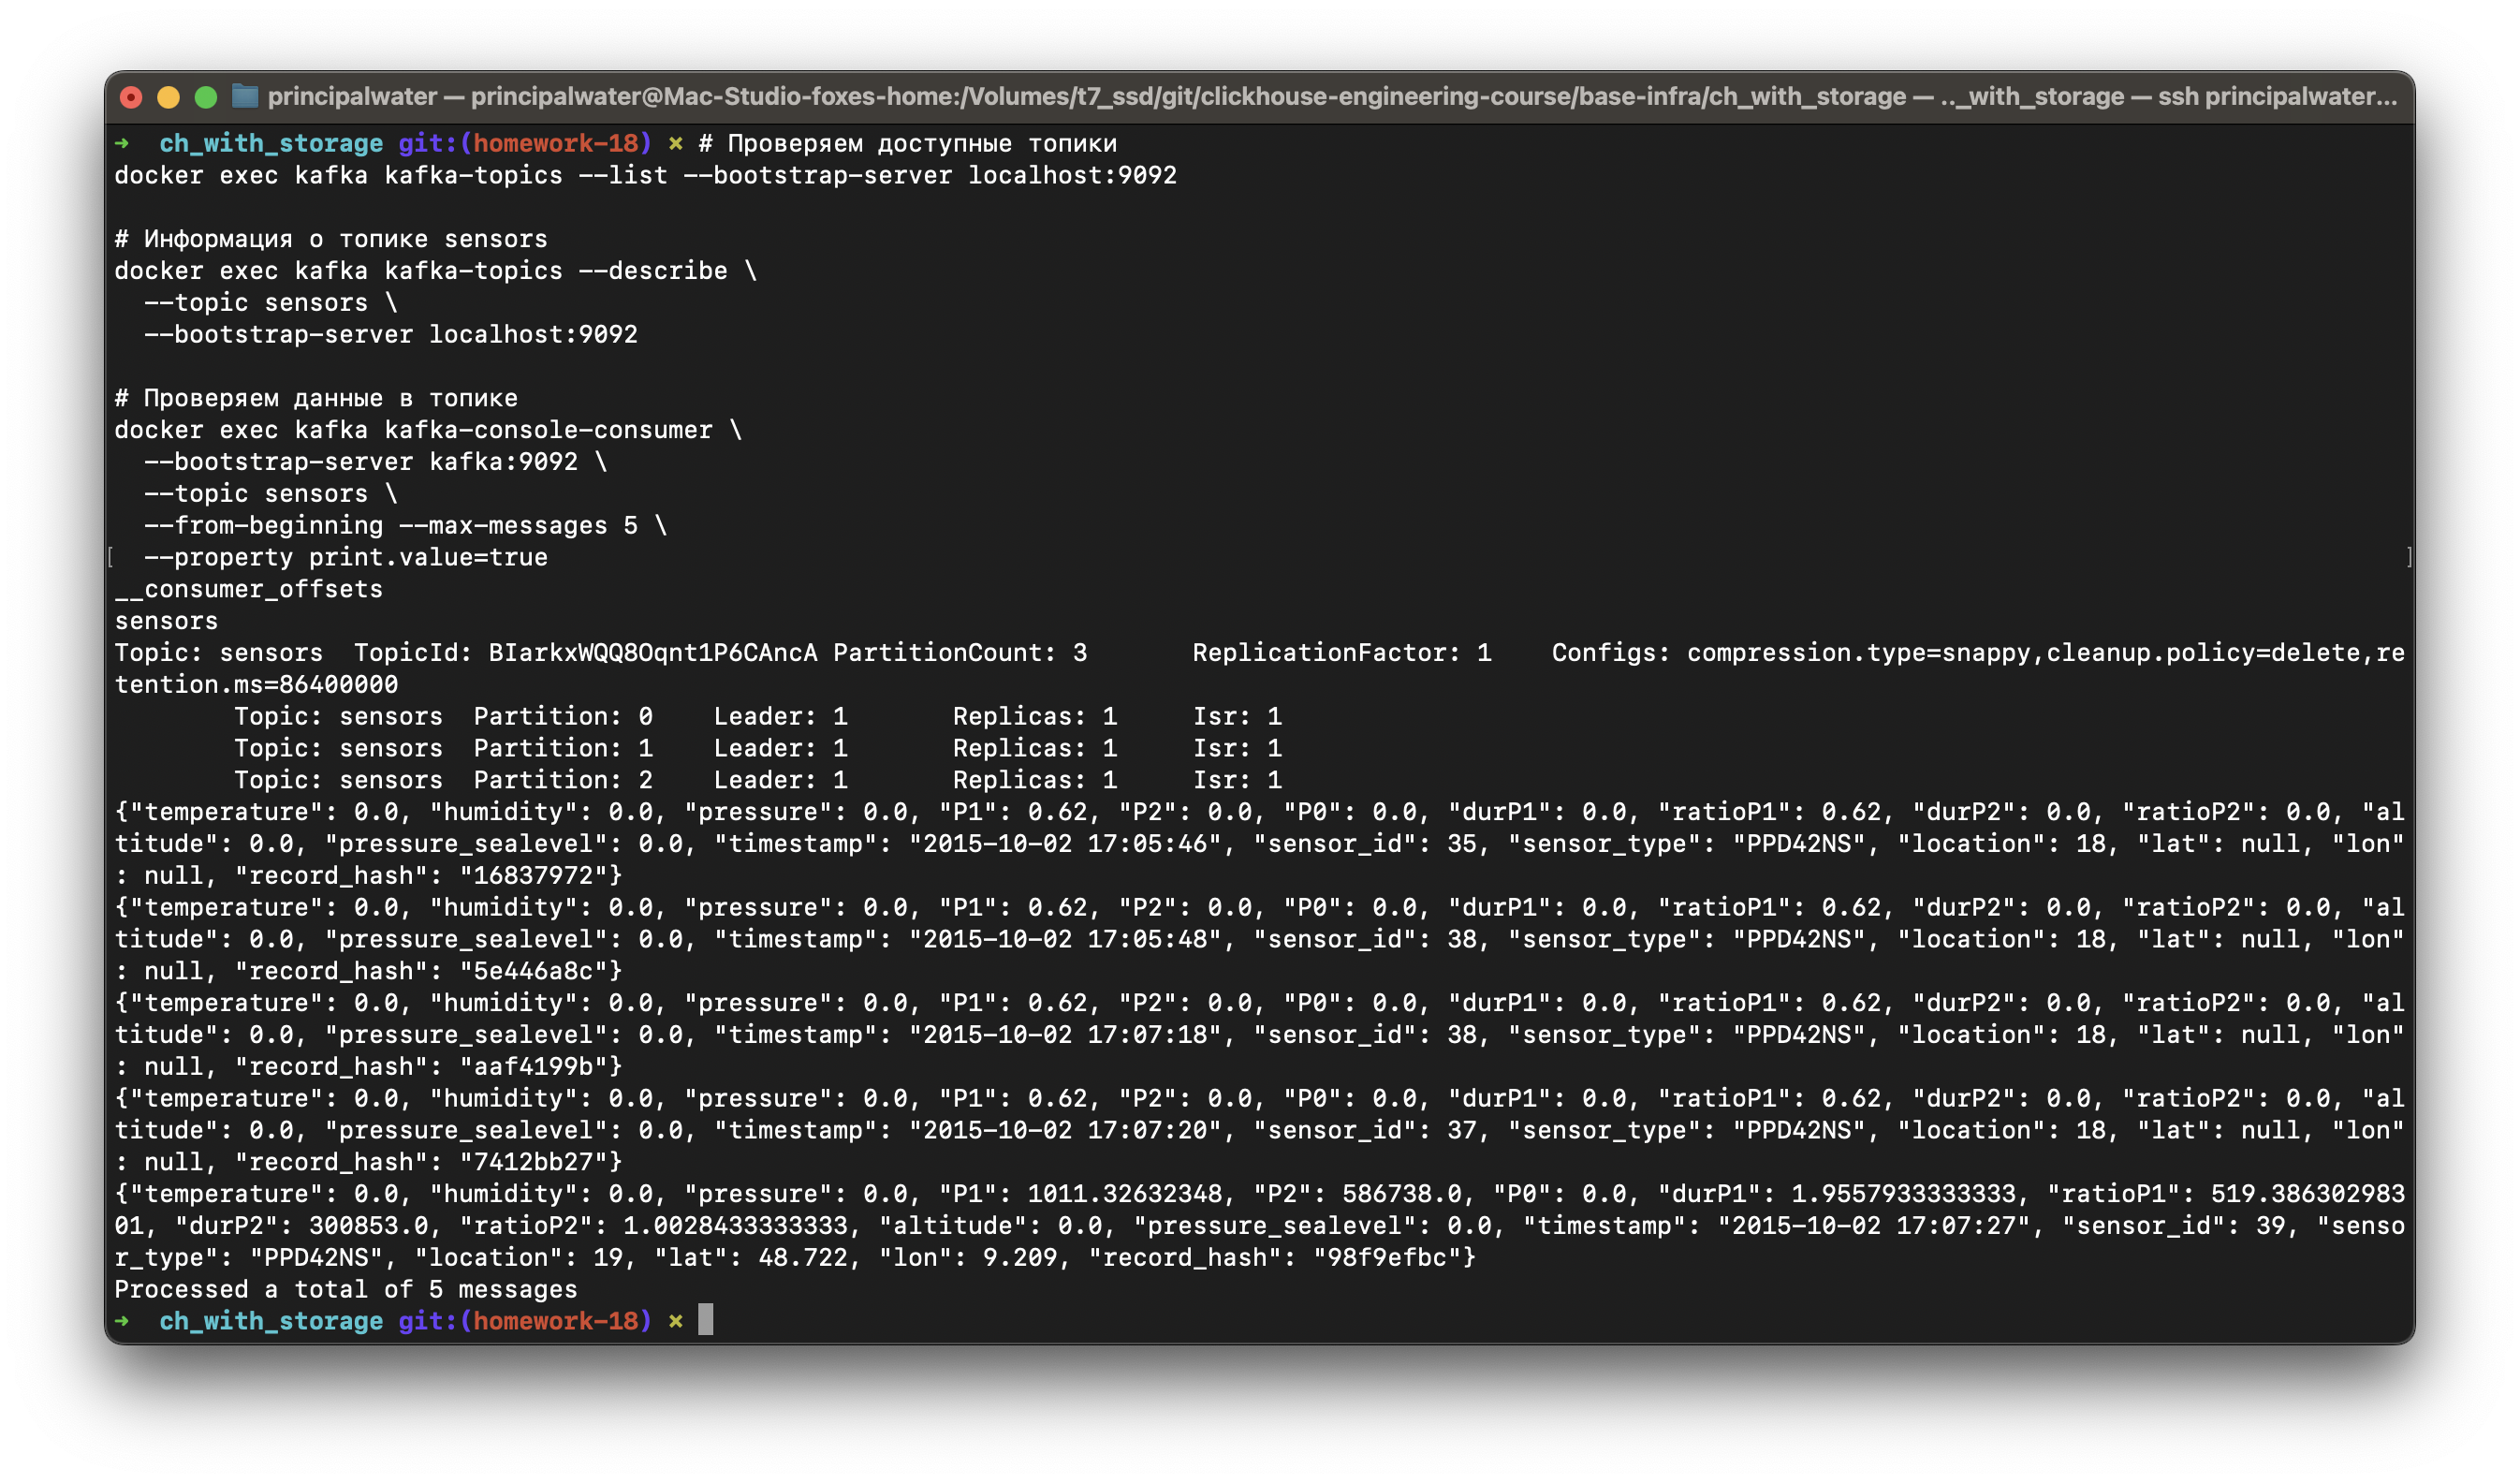 principalwater — principalwater@Mac-Studio-foxes-home:/Volumes/t7_ssd/git/clickhouse-engineering-course/base-infra/ch_with_storage — .._with_storage — ssh principalwater...
➜  ch_with_storage git:(homework-18) ✗ # Проверяем доступные топики
docker exec kafka kafka-topics --list --bootstrap-server localhost:9092

# Информация о топике sensors
docker exec kafka kafka-topics --describe \
  --topic sensors \
  --bootstrap-server localhost:9092

# Проверяем данные в топике
docker exec kafka kafka-console-consumer \
  --bootstrap-server kafka:9092 \
  --topic sensors \
  --from-beginning --max-messages 5 \
[  --property print.value=true ]
__consumer_offsets
sensors
Topic: sensors  TopicId: BIarkxWQQ8Oqnt1P6CAncA PartitionCount: 3       ReplicationFactor: 1    Configs: compression.type=snappy,cleanup.policy=delete,re
tention.ms=86400000
        Topic: sensors  Partition: 0    Leader: 1       Replicas: 1     Isr: 1
        Topic: sensors  Partition: 1    Leader: 1       Replicas: 1     Isr: 1
        Topic: sensors  Partition: 2    Leader: 1       Replicas: 1     Isr: 1
{"temperature": 0.0, "humidity": 0.0, "pressure": 0.0, "P1": 0.62, "P2": 0.0, "P0": 0.0, "durP1": 0.0, "ratioP1": 0.62, "durP2": 0.0, "ratioP2": 0.0, "al
titude": 0.0, "pressure_sealevel": 0.0, "timestamp": "2015-10-02 17:05:46", "sensor_id": 35, "sensor_type": "PPD42NS", "location": 18, "lat": null, "lon"
: null, "record_hash": "16837972"}
{"temperature": 0.0, "humidity": 0.0, "pressure": 0.0, "P1": 0.62, "P2": 0.0, "P0": 0.0, "durP1": 0.0, "ratioP1": 0.62, "durP2": 0.0, "ratioP2": 0.0, "al
titude": 0.0, "pressure_sealevel": 0.0, "timestamp": "2015-10-02 17:05:48", "sensor_id": 38, "sensor_type": "PPD42NS", "location": 18, "lat": null, "lon"
: null, "record_hash": "5e446a8c"}
{"temperature": 0.0, "humidity": 0.0, "pressure": 0.0, "P1": 0.62, "P2": 0.0, "P0": 0.0, "durP1": 0.0, "ratioP1": 0.62, "durP2": 0.0, "ratioP2": 0.0, "al
titude": 0.0, "pressure_sealevel": 0.0, "timestamp": "2015-10-02 17:07:18", "sensor_id": 38, "sensor_type": "PPD42NS", "location": 18, "lat": null, "lon"
: null, "record_hash": "aaf4199b"}
{"temperature": 0.0, "humidity": 0.0, "pressure": 0.0, "P1": 0.62, "P2": 0.0, "P0": 0.0, "durP1": 0.0, "ratioP1": 0.62, "durP2": 0.0, "ratioP2": 0.0, "al
titude": 0.0, "pressure_sealevel": 0.0, "timestamp": "2015-10-02 17:07:20", "sensor_id": 37, "sensor_type": "PPD42NS", "location": 18, "lat": null, "lon"
: null, "record_hash": "7412bb27"}
{"temperature": 0.0, "humidity": 0.0, "pressure": 0.0, "P1": 1011.32632348, "P2": 586738.0, "P0": 0.0, "durP1": 1.9557933333333, "ratioP1": 519.386302983
01, "durP2": 300853.0, "ratioP2": 1.0028433333333, "altitude": 0.0, "pressure_sealevel": 0.0, "timestamp": "2015-10-02 17:07:27", "sensor_id": 39, "senso
r_type": "PPD42NS", "location": 19, "lat": 48.722, "lon": 9.209, "record_hash": "98f9efbc"}
Processed a total of 5 messages
➜  ch_with_storage git:(homework-18) ✗